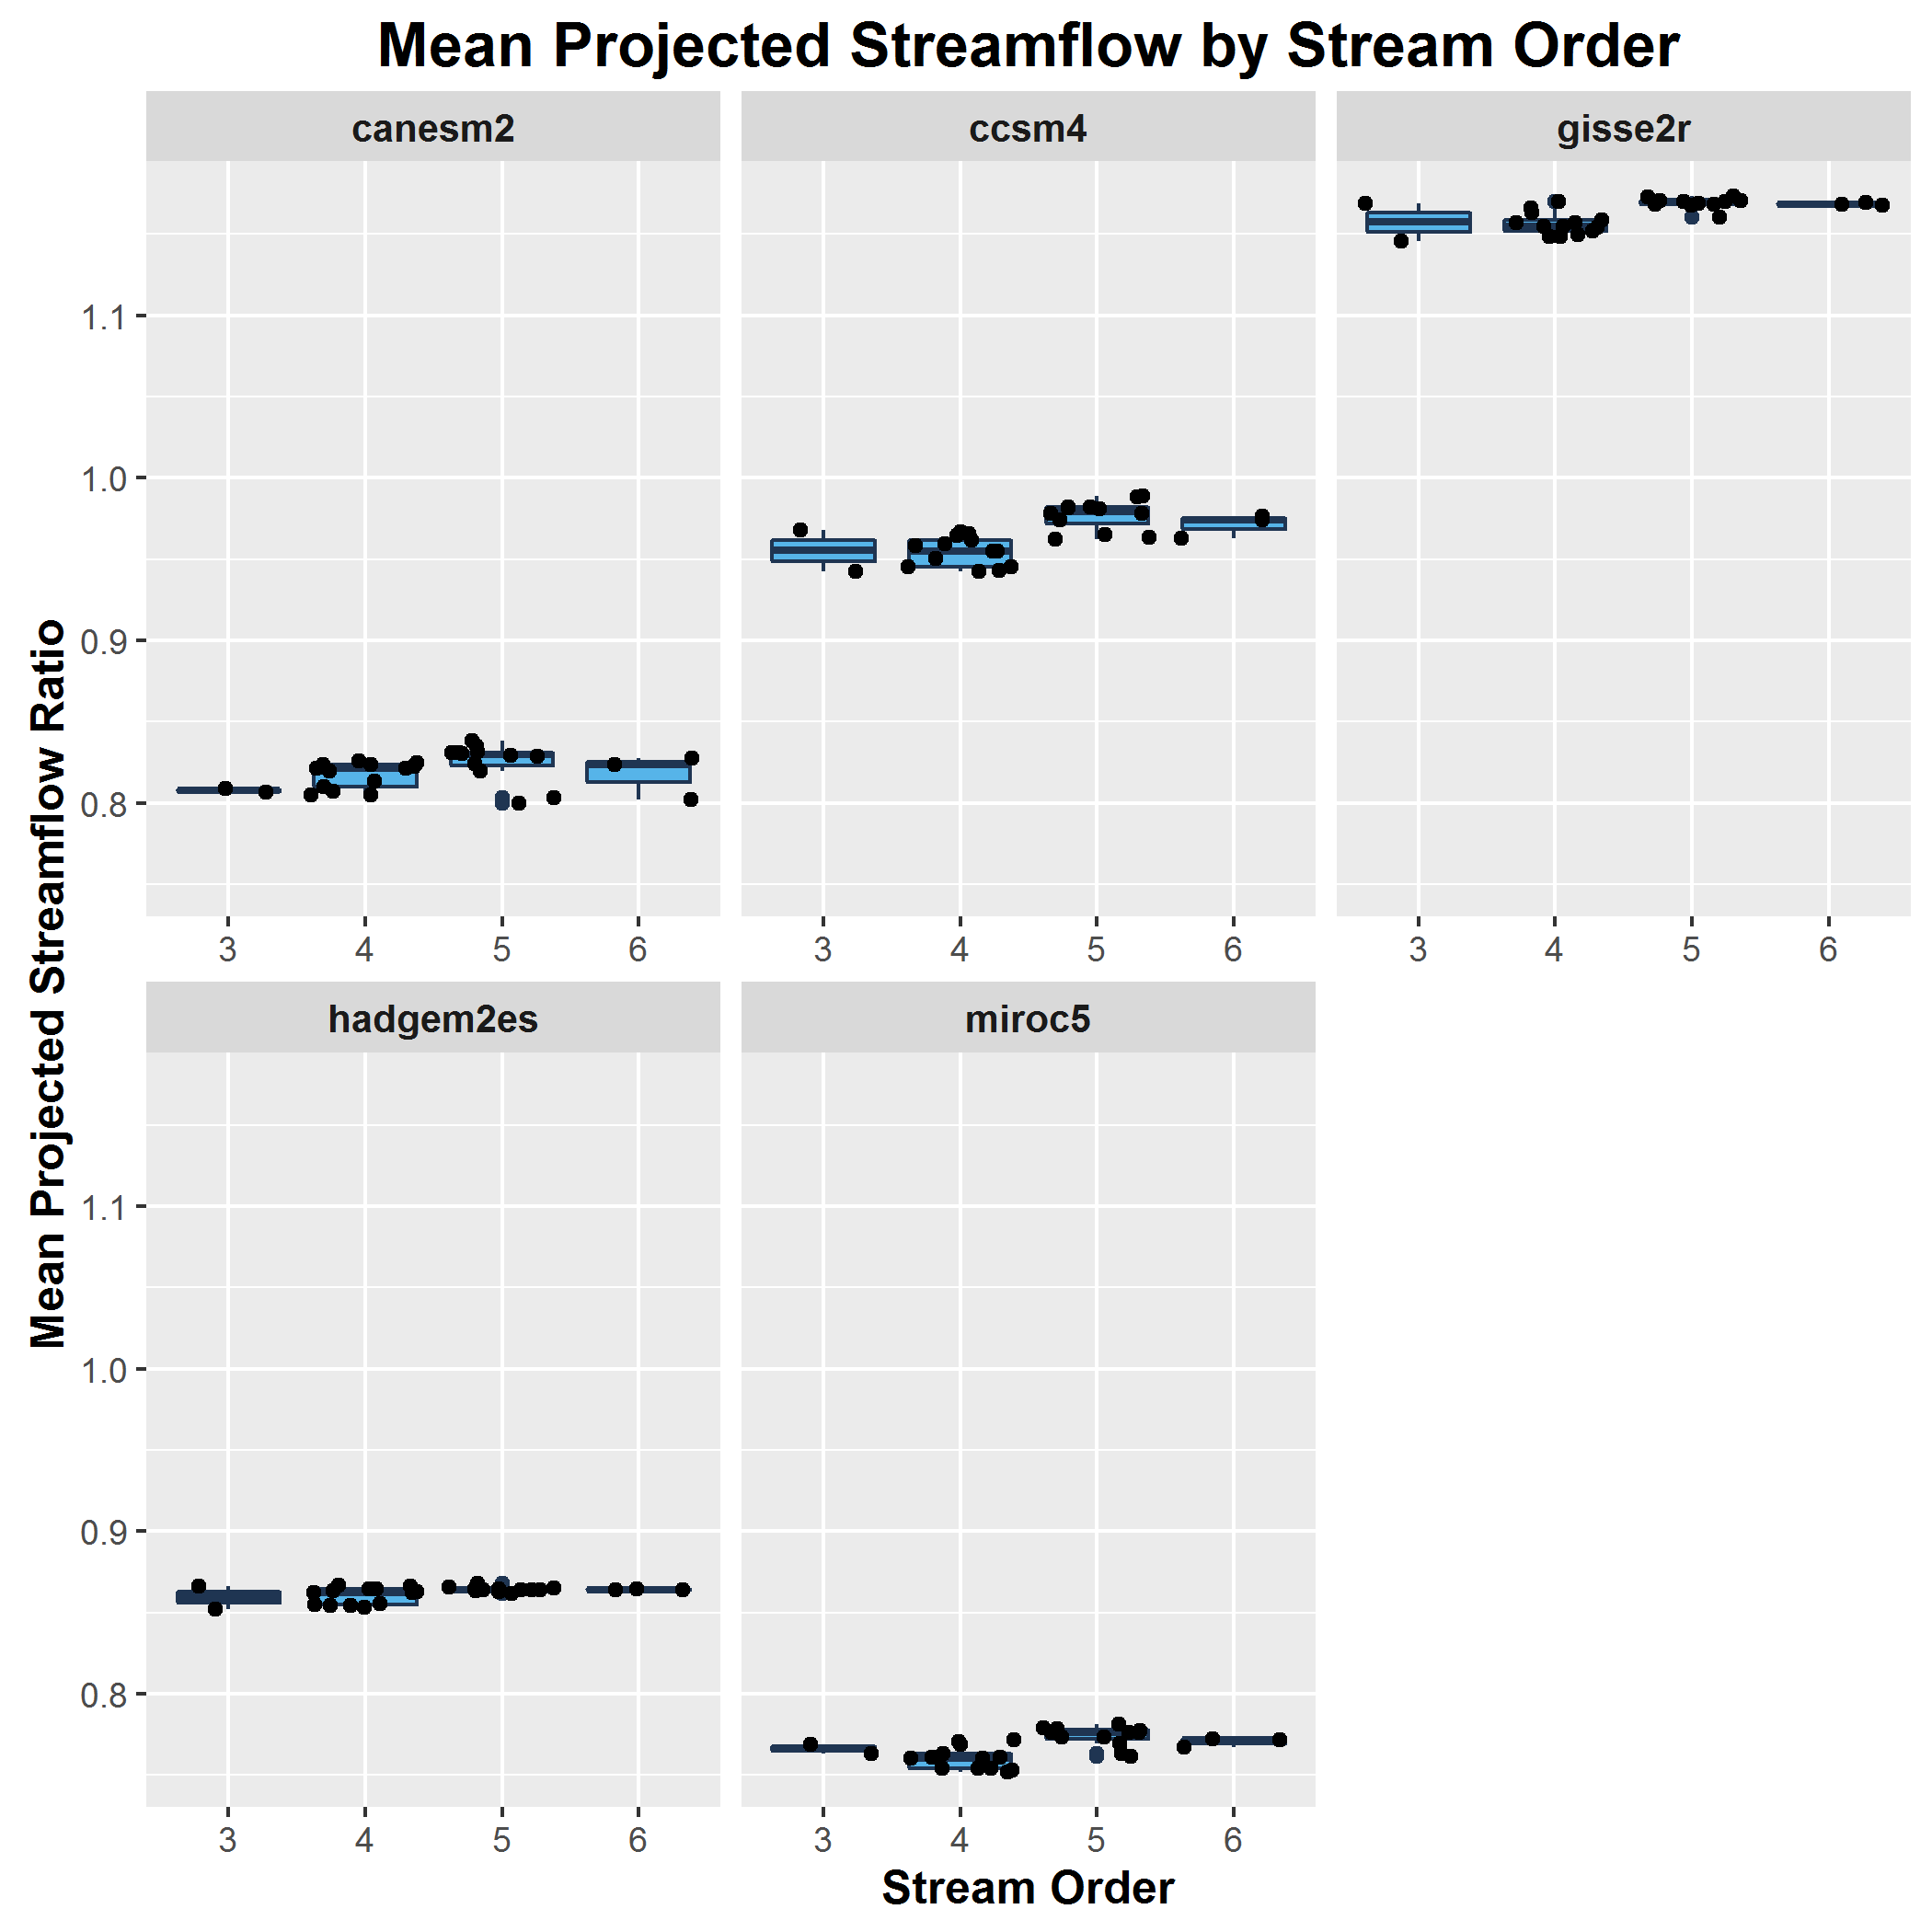 Mean Projected Streamflow by Stream Order
canesm2
ccsm4
gisse2r
1.1
1.0
0.9
0.8
3 4 5 6
3 4 5 6
3 4 5 6
Mean Projected Streamflow Ratio
hadgem2es
miroc5
1.1
1.0
0.9
0.8
3 4 5 6
3 4 5 6
Stream Order